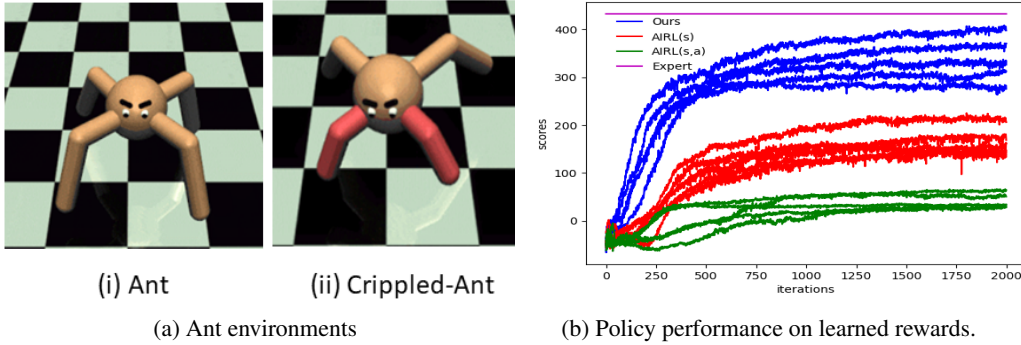 (i) Ant
(ii) Crippled-Ant
(a) Ant environments
Ours
AIRL(s)
AIRL(s,a)
Expert
400
300
200
100
0
scores
0
250
500
750
1000
1250
1500
1750
2000
iterations
(b) Policy performance on learned rewards.